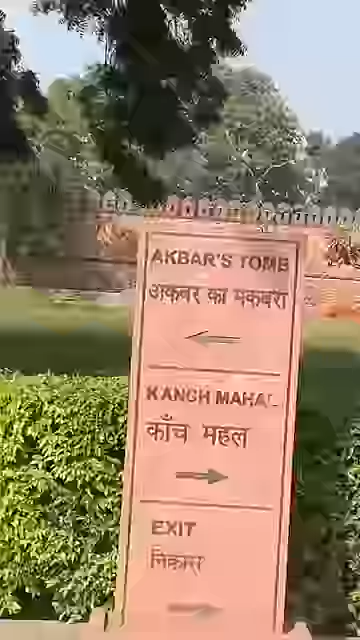 AKBAR'S TOMB
अकबर का मकबरा
←
KANCH MAHAL
काँच महल
→
EXIT
निकास
→